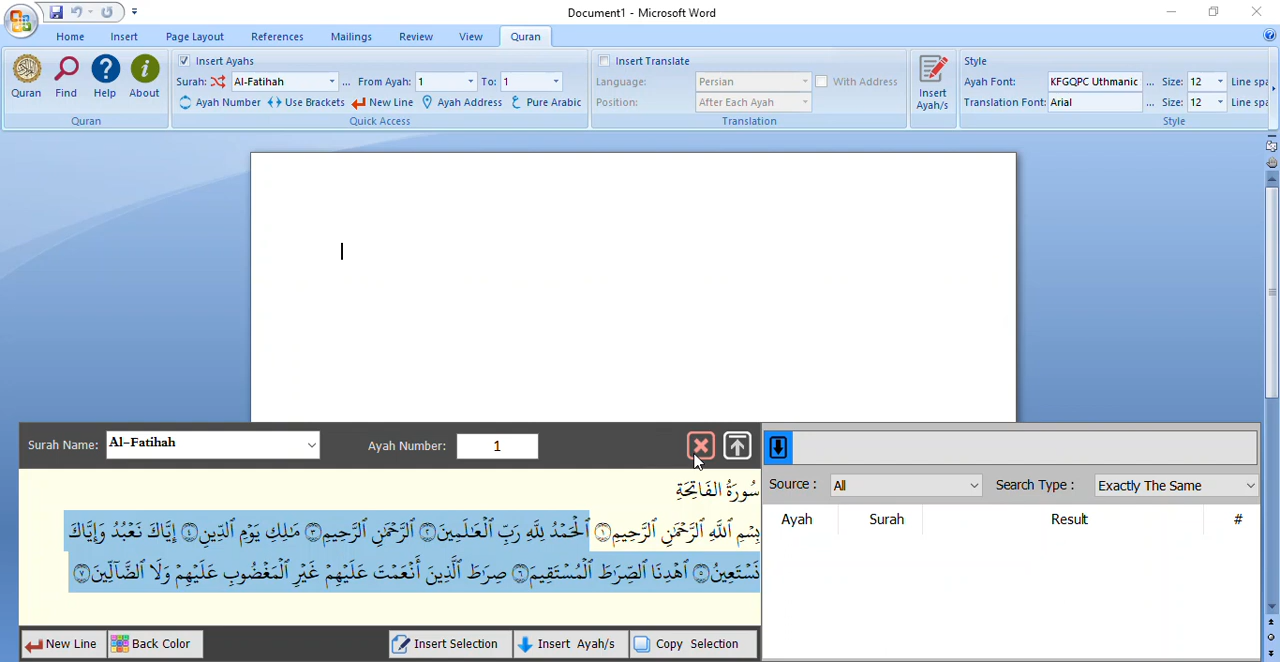 Document1 - Microsoft Word
Home Insert Page Layout References Mailings Review View Quran
Insert Ayahs
Surah: Al-Fatihah ... From Ayah: 1 To: 1
Ayah Number Use Brackets New Line Ayah Address Pure Arabic
Quick Access
Quran Find Help About
Quran
Insert Translate
Language: Persian With Address
Position: After Each Ayah
Translation
Insert
Ayah/s
Style
Ayah Font: KFGQPC Uthmanic ... Size: 12 Line spa
Translation Font: Arial ... Size: 12 Line spa
Style
Surah Name: Al-Fatihah Ayah Number: 1
سُورَةُ الفَاتِحَةِ
بِسْمِ ٱللَّهِ ٱلرَّحْمَٰنِ ٱلرَّحِيمِ۝١ ٱلْحَمْدُ لِلَّهِ رَبِّ ٱلْعَٰلَمِينَ۝٢ ٱلرَّحْمَٰنِ ٱلرَّحِيمِ۝٣ مَٰلِكِ يَوْمِ ٱلدِّينِ۝٤ إِيَّاكَ نَعْبُدُ وَإِيَّاكَ
نَسْتَعِينُ۝٥ ٱهْدِنَا ٱلصِّرَٰطَ ٱلْمُسْتَقِيمَ۝٦ صِرَٰطَ ٱلَّذِينَ أَنْعَمْتَ عَلَيْهِمْ غَيْرِ ٱلْمَغْضُوبِ عَلَيْهِمْ وَلَا ٱلضَّآلِّينَ۝٧
New Line Back Color Insert Selection Insert Ayah/s Copy Selection
Source : All Search Type : Exactly The Same
Ayah Surah Result #